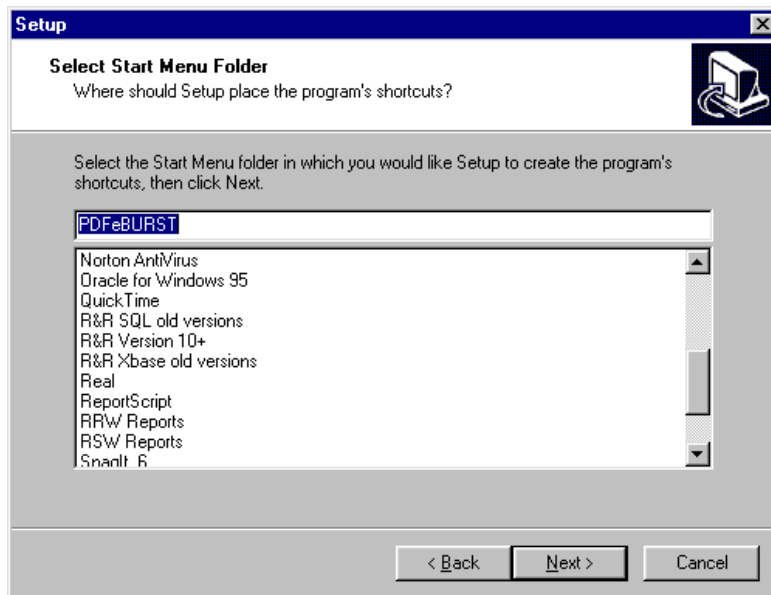 Setup
Select Start Menu Folder
Where should Setup place the program's shortcuts?
Select the Start Menu folder in which you would like Setup to create the program's
shortcuts, then click Next.
PDFeBURST
Norton AntiVirus
Oracle for Windows 95
QuickTime
R&R SQL old versions
R&R Version 10+
R&R Xbase old versions
Real
ReportScript
RRW Reports
RSW Reports
SnagIt 6
< Back
Next >
Cancel